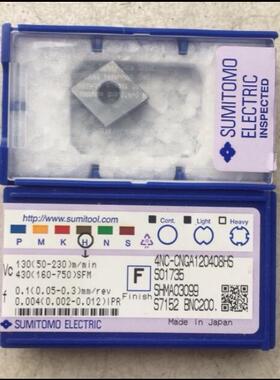 SUMITOMO
ELECTRIC
INSPECTED
http://www.sumitool.com
Cont. Light Heavy
P M K H N S
Vc 130(50-230)m/min
430(160-750)SFM
f 0.1(0.05-0.3)mm/rev
0.004(0.002-0.012)IPR
F
Finish
4NC-CNGA120408HS
S01735
SHMA03099
S7152 BNC200.
SUMITOMO ELECTRIC
Made in Japan